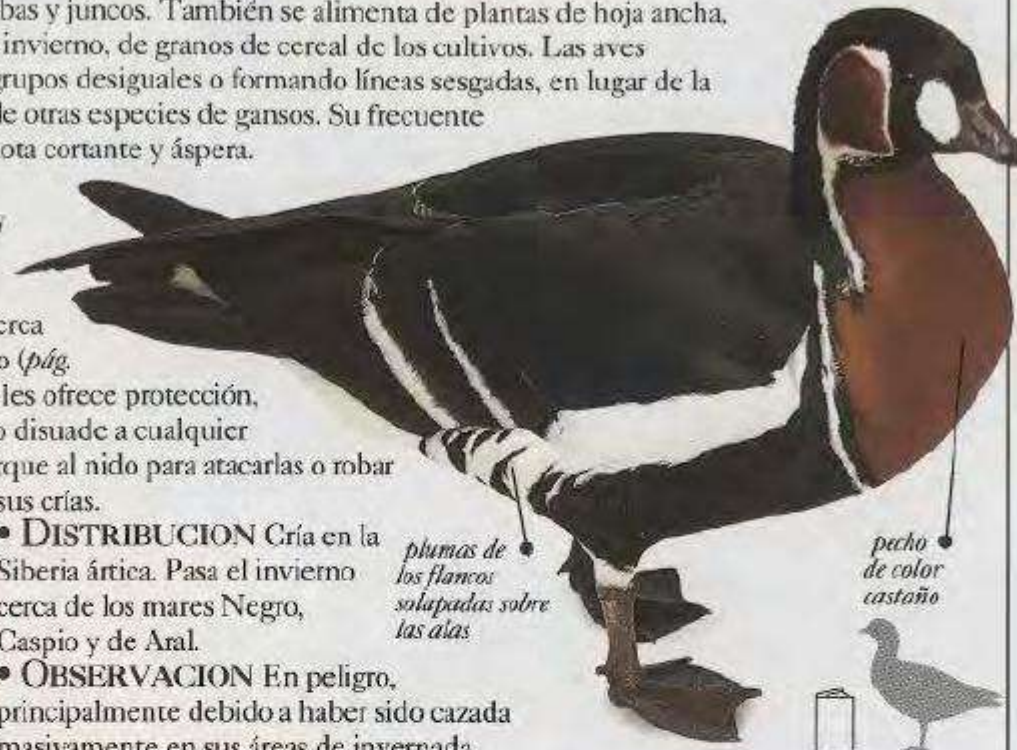 bas y juncos. También se alimenta de plantas de hoja ancha,
invierno, de granos de cereal de los cultivos. Las aves
grupos desiguales o formando líneas sesgadas, en lugar de la
de otras especies de gansos. Su frecuente
ota cortante y áspera.
erca
o (pág.
les ofrece protección,
o disuade a cualquier
rque al nido para atacarlas o robar
sus crías.
• DISTRIBUCION Cría en la
Siberia ártica. Pasa el invierno
cerca de los mares Negro,
Caspio y de Aral.
• OBSERVACION En peligro,
principalmente debido a haber sido cazada
masivamente en sus áreas de invernada
plumas de
los flancos
solapadas sobre
las alas
pecho
de color
castaño